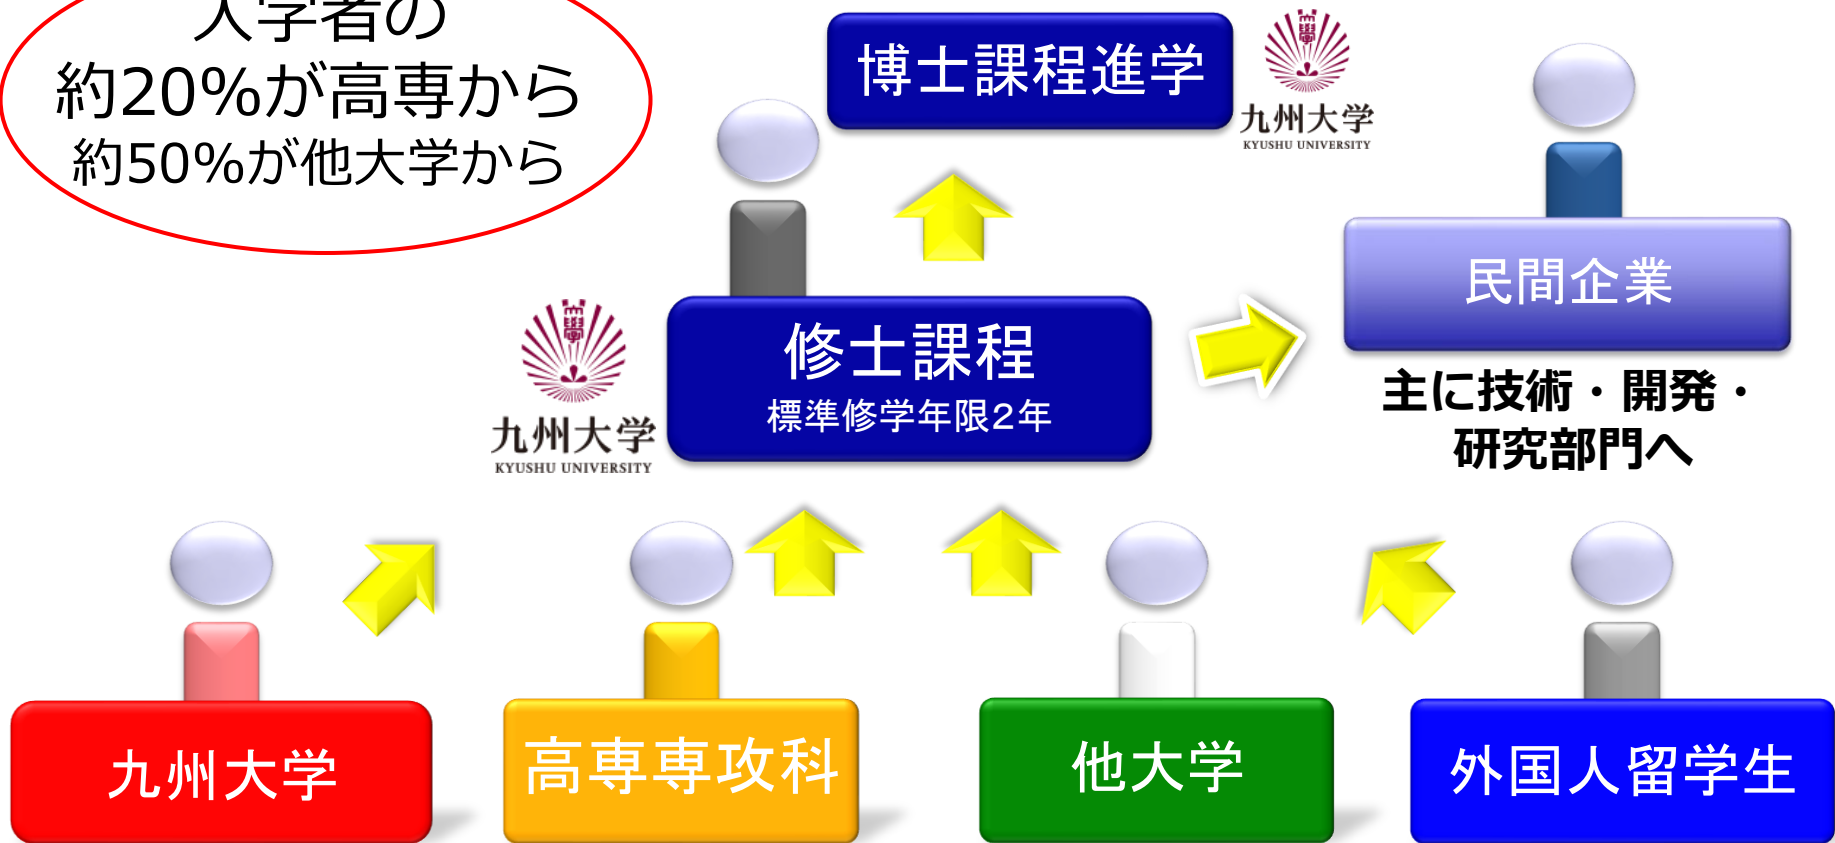 入学者の
約20%が高専から
約50%が他大学から
博士課程進学
九州大学
KYUSHU UNIVERSITY
民間企業
主に技術・開発・
研究部門へ
修士課程
標準修学年限2年
九州大学
KYUSHU UNIVERSITY
九州大学
高専専攻科
他大学
外国人留学生